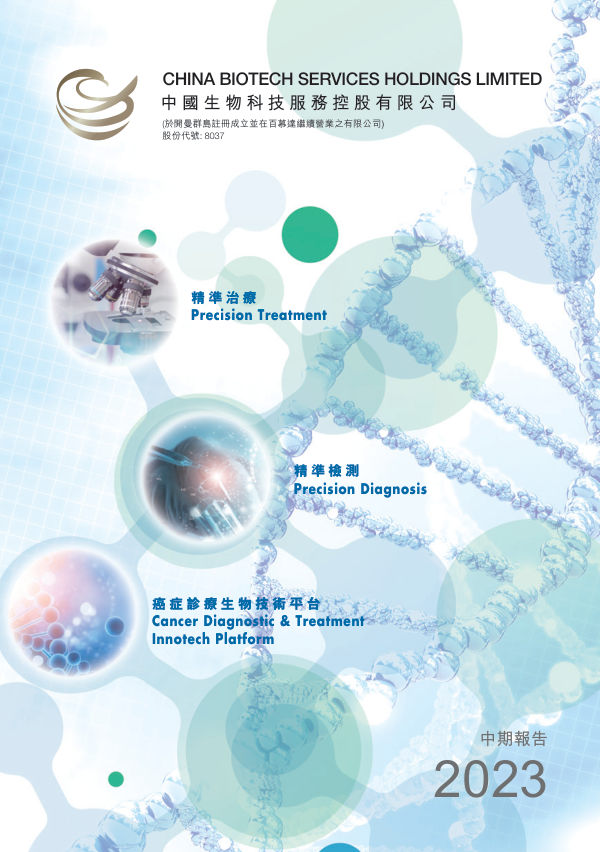 CHINA BIOTECH SERVICES HOLDINGS LIMITED
中國生物科技服務控股有限公司
(於開曼群島註冊成立並在百慕達繼續營業之有限公司)
股份代號: 8037
精準治療
Precision Treatment
精準檢測
Precision Diagnosis
癌症診療生物技術平台
Cancer Diagnostic & Treatment
Innotech Platform
中期報告
2023